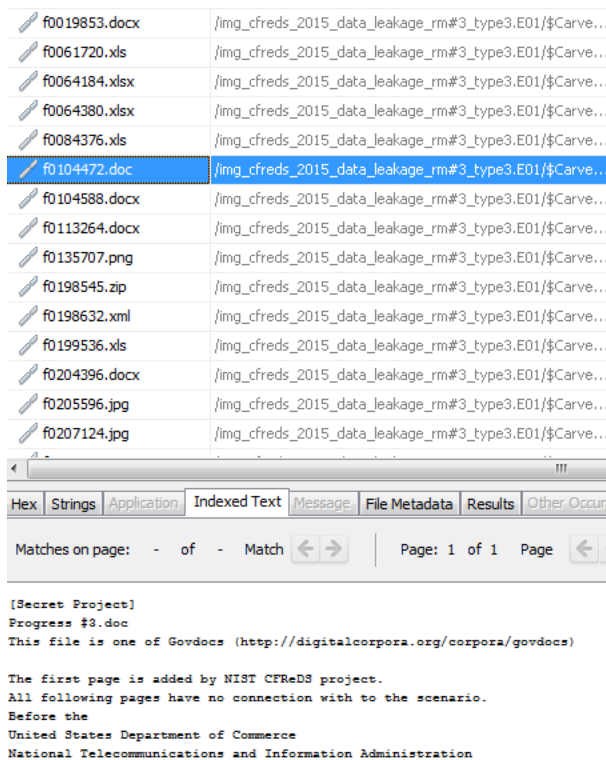 f0019853.docx /img_cfreds_2015_data_leakage_rm#3_type3.E01/$Carve...
f0061720.xls /img_cfreds_2015_data_leakage_rm#3_type3.E01/$Carve...
f0064184.xlsx /img_cfreds_2015_data_leakage_rm#3_type3.E01/$Carve...
f0064380.xlsx /img_cfreds_2015_data_leakage_rm#3_type3.E01/$Carve...
f0084376.xls /img_cfreds_2015_data_leakage_rm#3_type3.E01/$Carve...
f0104472.doc /img_cfreds_2015_data_leakage_rm#3_type3.E01/$Carve...
f0104588.docx /img_cfreds_2015_data_leakage_rm#3_type3.E01/$Carve...
f0113264.docx /img_cfreds_2015_data_leakage_rm#3_type3.E01/$Carve...
f0135707.png /img_cfreds_2015_data_leakage_rm#3_type3.E01/$Carve...
f0198545.zip /img_cfreds_2015_data_leakage_rm#3_type3.E01/$Carve...
f0198632.xml /img_cfreds_2015_data_leakage_rm#3_type3.E01/$Carve...
f0199536.xls /img_cfreds_2015_data_leakage_rm#3_type3.E01/$Carve...
f0204396.docx /img_cfreds_2015_data_leakage_rm#3_type3.E01/$Carve...
f0205596.jpg /img_cfreds_2015_data_leakage_rm#3_type3.E01/$Carve...
f0207124.jpg /img_cfreds_2015_data_leakage_rm#3_type3.E01/$Carve...
Hex Strings Application Indexed Text Message File Metadata Results Other Occur
Matches on page: - of - Match Page: 1 of 1 Page
[Secret Project]
Progress #3.doc
This file is one of Govdocs (http://digitalcorpora.org/corpora/govdocs)
The first page is added by NIST CFReDS project.
All following pages have no connection with to the scenario.
Before the
United States Department of Commerce
National Telecommunications and Information Administration